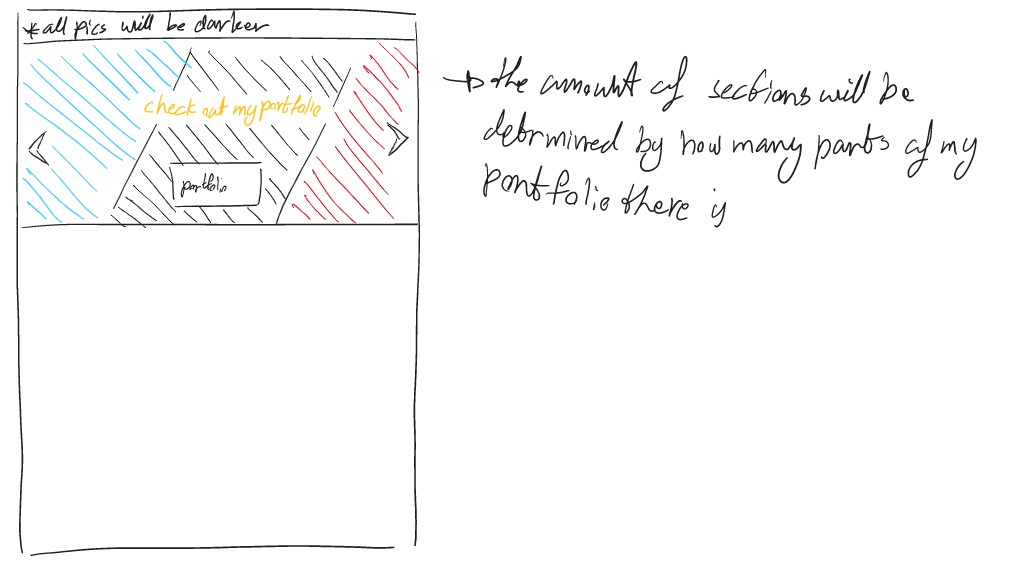 *all pics will be darker
check out my portfolio
portfolio
the amount of sections will be
determined by how many parts of my
portfolio there is